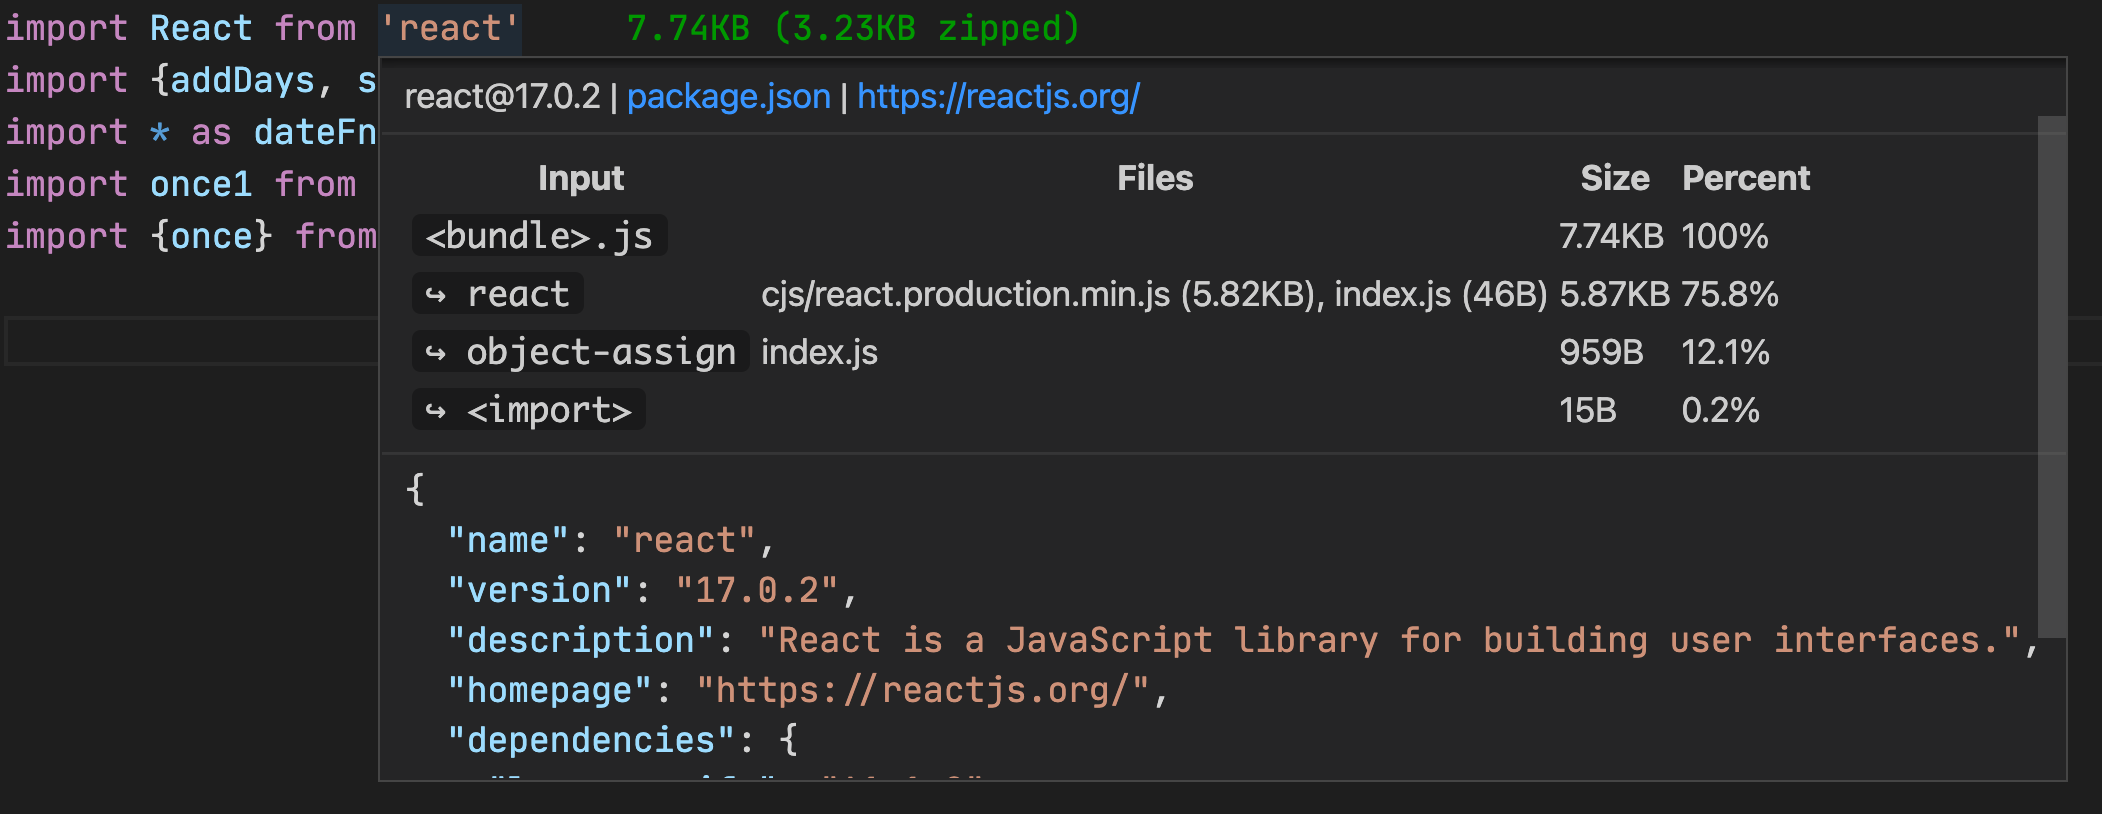 import React from 'react' 7.74KB (3.23KB zipped)
import {addDays, s
import * as dateFn
import once1 from
import {once} from
react@17.0.2 | package.json | https://reactjs.org/
Input Files Size Percent
<bundle>.js 7.74KB 100%
↪ react cjs/react.production.min.js (5.82KB), index.js (46B) 5.87KB 75.8%
↪ object-assign index.js 959B 12.1%
↪ <import> 15B 0.2%
{
"name": "react",
"version": "17.0.2",
"description": "React is a JavaScript library for building user interfaces.",
"homepage": "https://reactjs.org/",
"dependencies": {